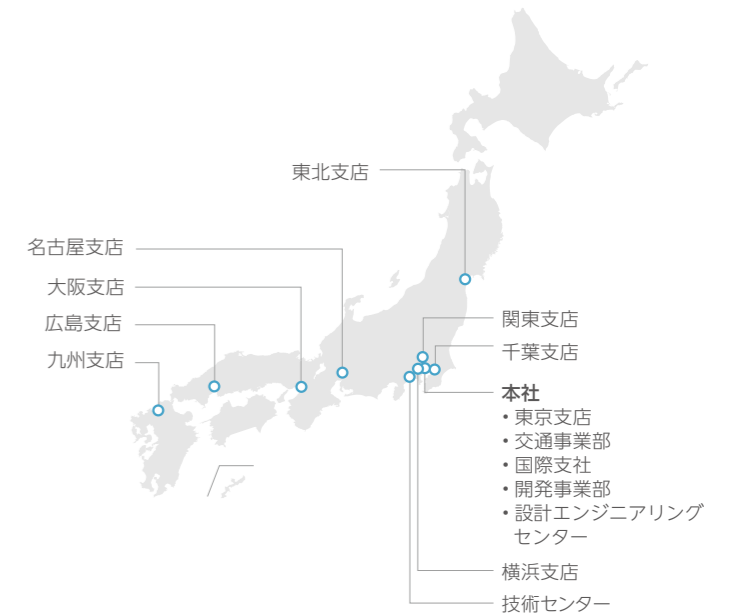 東北支店
名古屋支店
大阪支店
広島支店
九州支店
関東支店
千葉支店
本社
・東京支店
・交通事業部
・国際支社
・開発事業部
・設計エンジニアリング
センター
横浜支店
技術センター